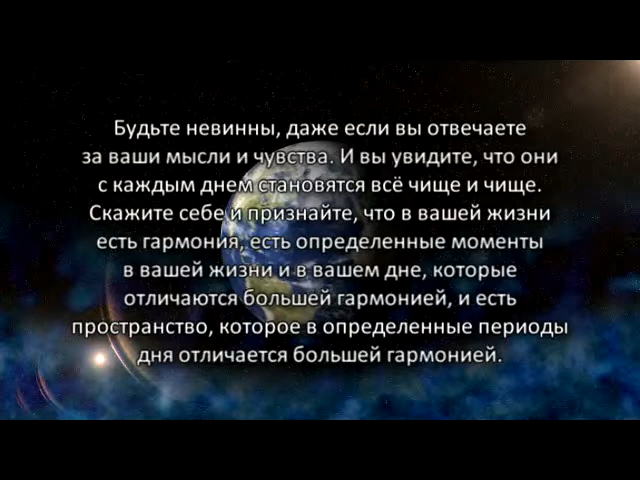 Будьте невинны, даже если вы отвечаете
за ваши мысли и чувства. И вы увидите, что они
с каждым днем становятся всё чище и чище.
Скажите себе и признайте, что в вашей жизни
есть гармония, есть определенные моменты
в вашей жизни и в вашем дне, которые
отличаются большей гармонией, и есть
пространство, которое в определенные периоды
дня отличается большей гармонией.